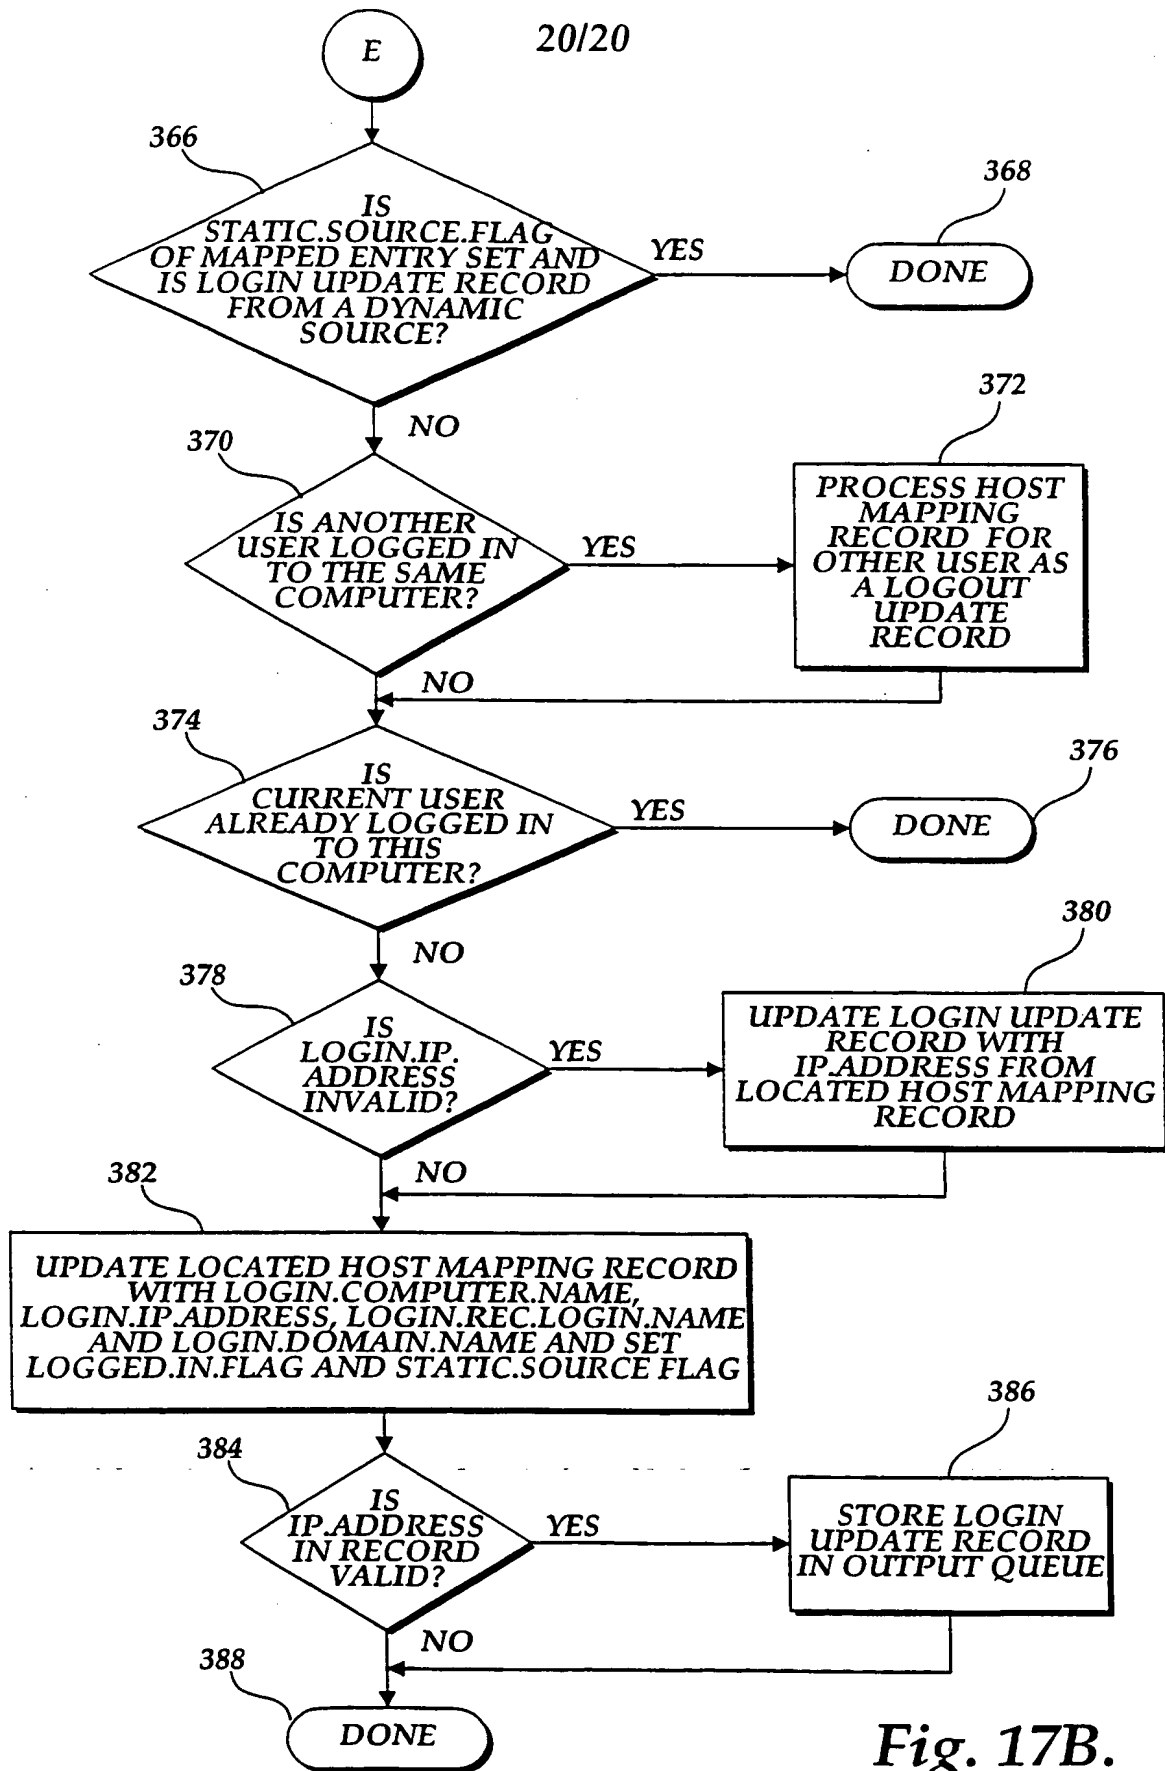 E
20/20
366
IS
STATIC.SOURCE.FLAG
OF MAPPED ENTRY SET AND
IS LOGIN UPDATE RECORD
FROM A DYNAMIC
SOURCE?
YES
368
DONE
NO
370
IS ANOTHER
USER LOGGED IN
TO THE SAME
COMPUTER?
YES
372
PROCESS HOST
MAPPING
RECORD FOR
OTHER USER AS
A LOGOUT
UPDATE
RECORD
NO
374
IS
CURRENT USER
ALREADY LOGGED IN
TO THIS
COMPUTER?
YES
376
DONE
NO
378
IS
LOGIN.IP.
ADDRESS
INVALID?
YES
380
UPDATE LOGIN UPDATE
RECORD WITH
IP.ADDRESS FROM
LOCATED HOST MAPPING
RECORD
NO
382
UPDATE LOCATED HOST MAPPING RECORD
WITH LOGIN.COMPUTER.NAME,
LOGIN.IP.ADDRESS, LOGIN.REC.LOGIN.NAME
AND LOGIN.DOMAIN.NAME AND SET
LOGGED.IN.FLAG AND STATIC.SOURCE FLAG
384
IS
IP.ADDRESS
IN RECORD
VALID?
YES
386
STORE LOGIN
UPDATE RECORD
IN OUTPUT QUEUE
NO
388
DONE
Fig. 17B.